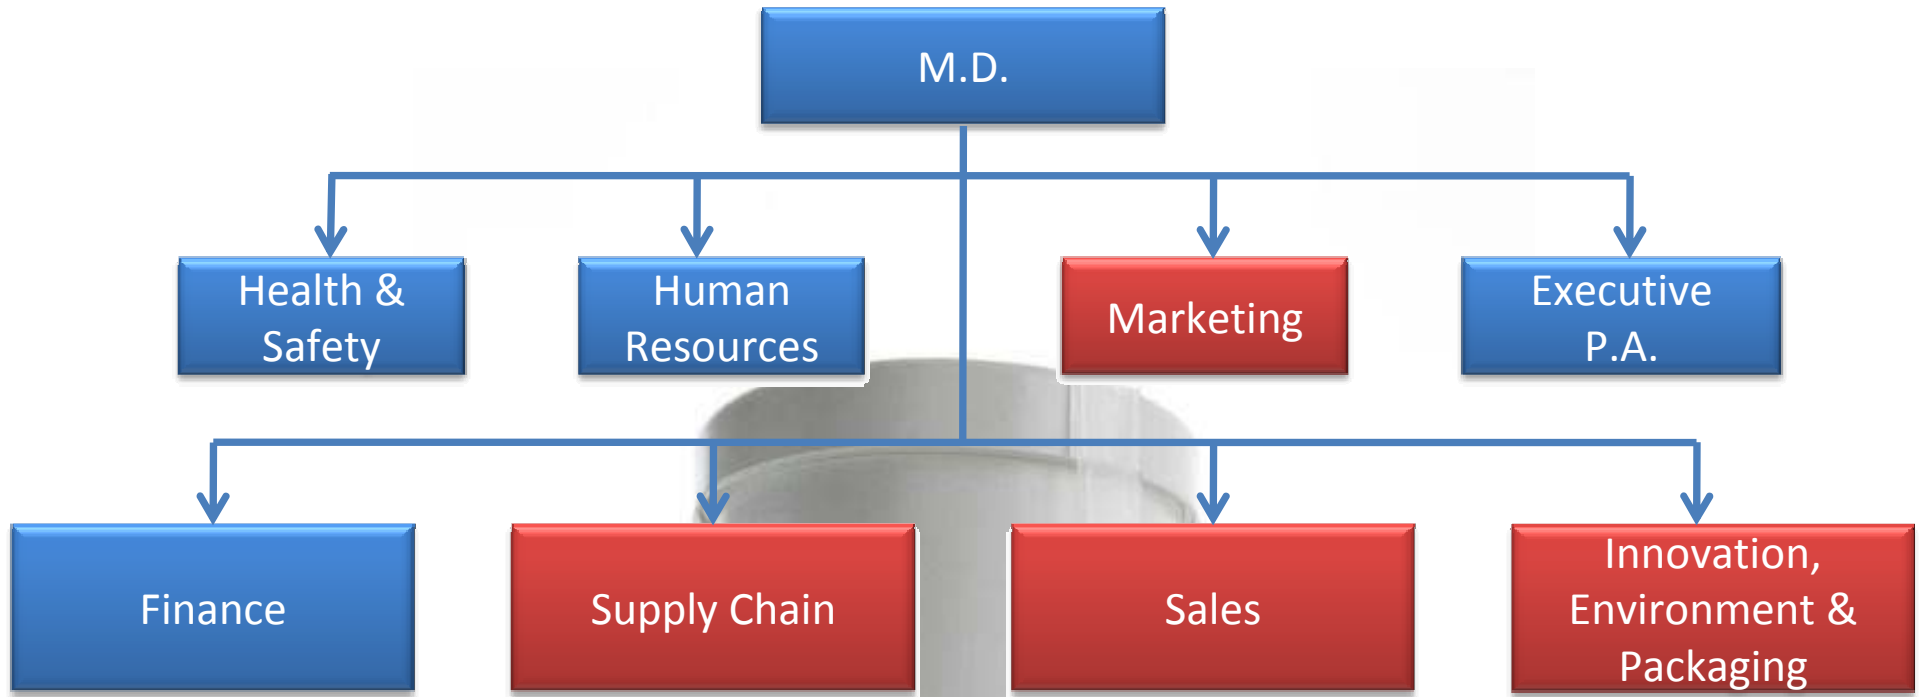 M.D.
Health &
Safety
Human
Resources
Marketing
Executive
P.A.
Finance
Supply Chain
Sales
Innovation,
Environment &
Packaging